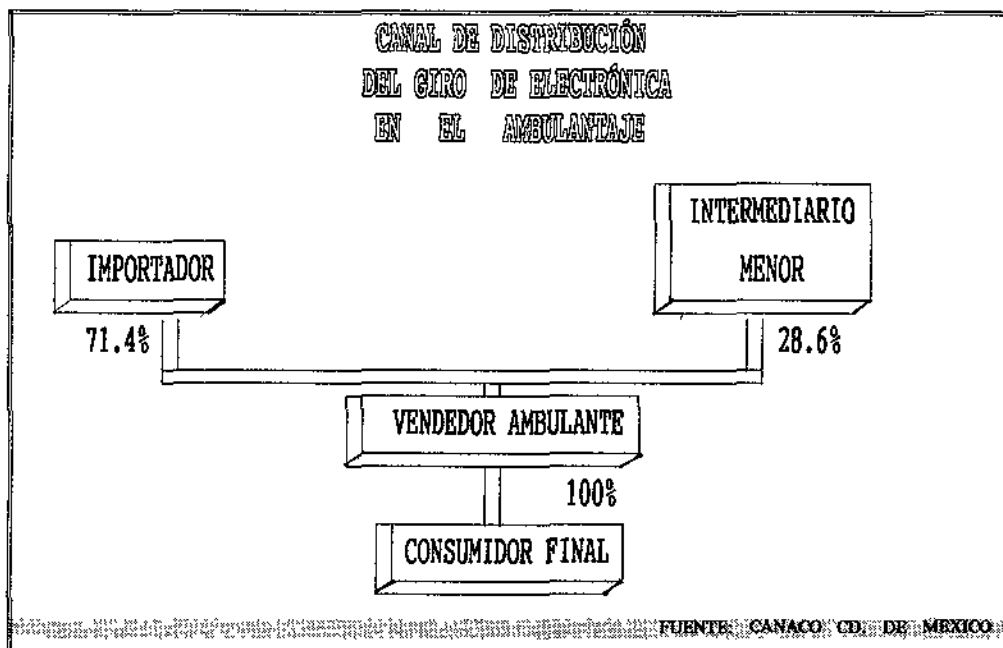 CANAL DE DISTRIBUCIÓN
DEL GIRO DE ELECTRÓNICA
EN EL AMBULANTAJE
INTERMEDIARIO
MENOR
IMPORTADOR
71.4%
28.6%
VENDEDOR AMBULANTE
100%
CONSUMIDOR FINAL
FUENTE: CANACO CD. DE MEXICO